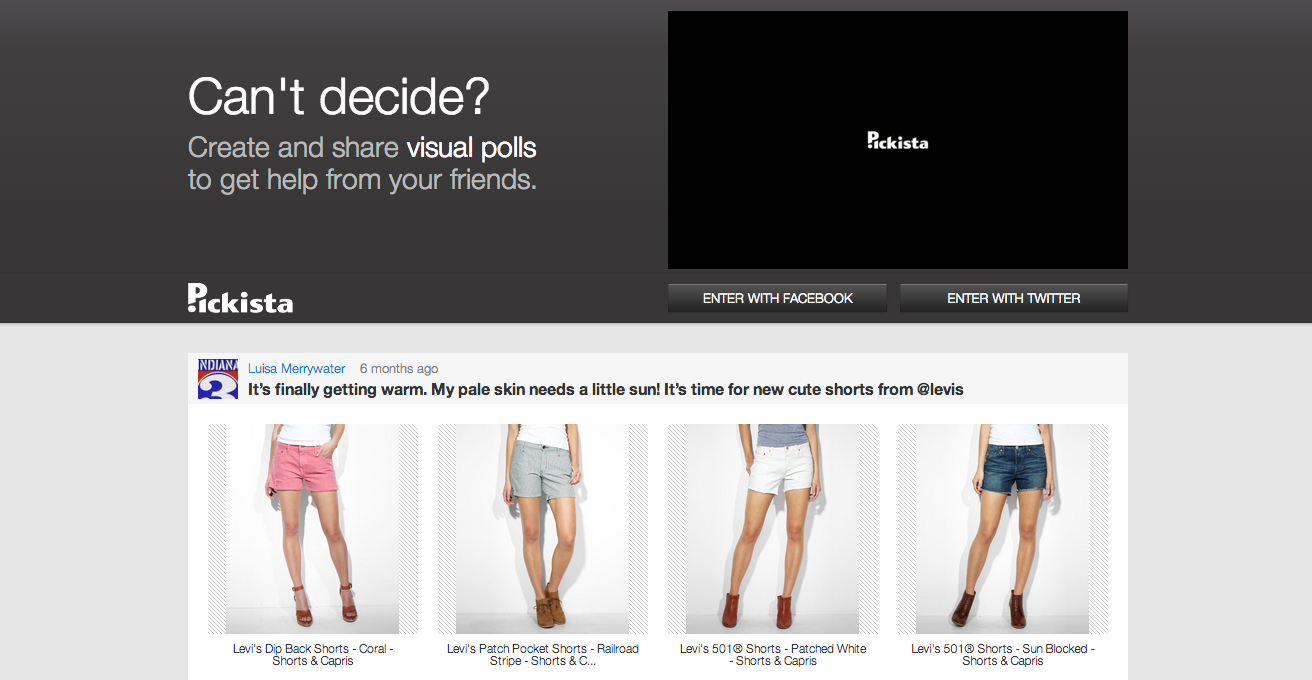 Can't decide?
Create and share visual polls
to get help from your friends.
Pickista
Pickista
ENTER WITH FACEBOOK
ENTER WITH TWITTER
NDIANA
Luisa Merrywater 6 months ago
It's finally getting warm. My pale skin needs a little sun! It's time for new cute shorts from @levis
Levi's Dip Back Shorts - Coral -
Shorts & Capris
Levi's Patch Pocket Shorts - Railroad
Stripe - Shorts & C...
Levi's 501® Shorts - Patched White
- Shorts & Capris
Levi's 501® Shorts - Sun Blocked -
Shorts & Capris